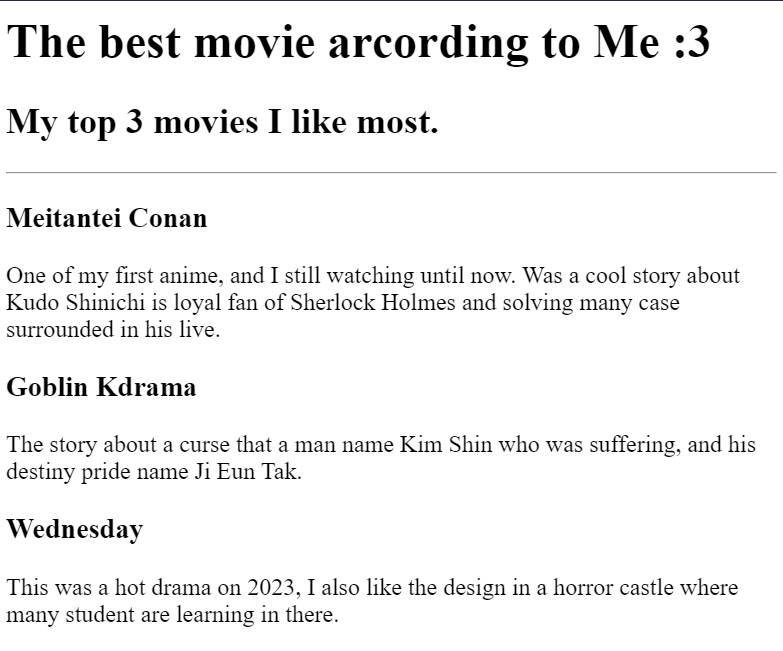 The best movie arcording to Me :3
My top 3 movies I like most.
Meitantei Conan
One of my first anime, and I still watching until now. Was a cool story about
Kudo Shinichi is loyal fan of Sherlock Holmes and solving many case
surrounded in his live.
Goblin Kdrama
The story about a curse that a man name Kim Shin who was suffering, and his
destiny pride name Ji Eun Tak.
Wednesday
This was a hot drama on 2023, I also like the design in a horror castle where
many student are learning in there.